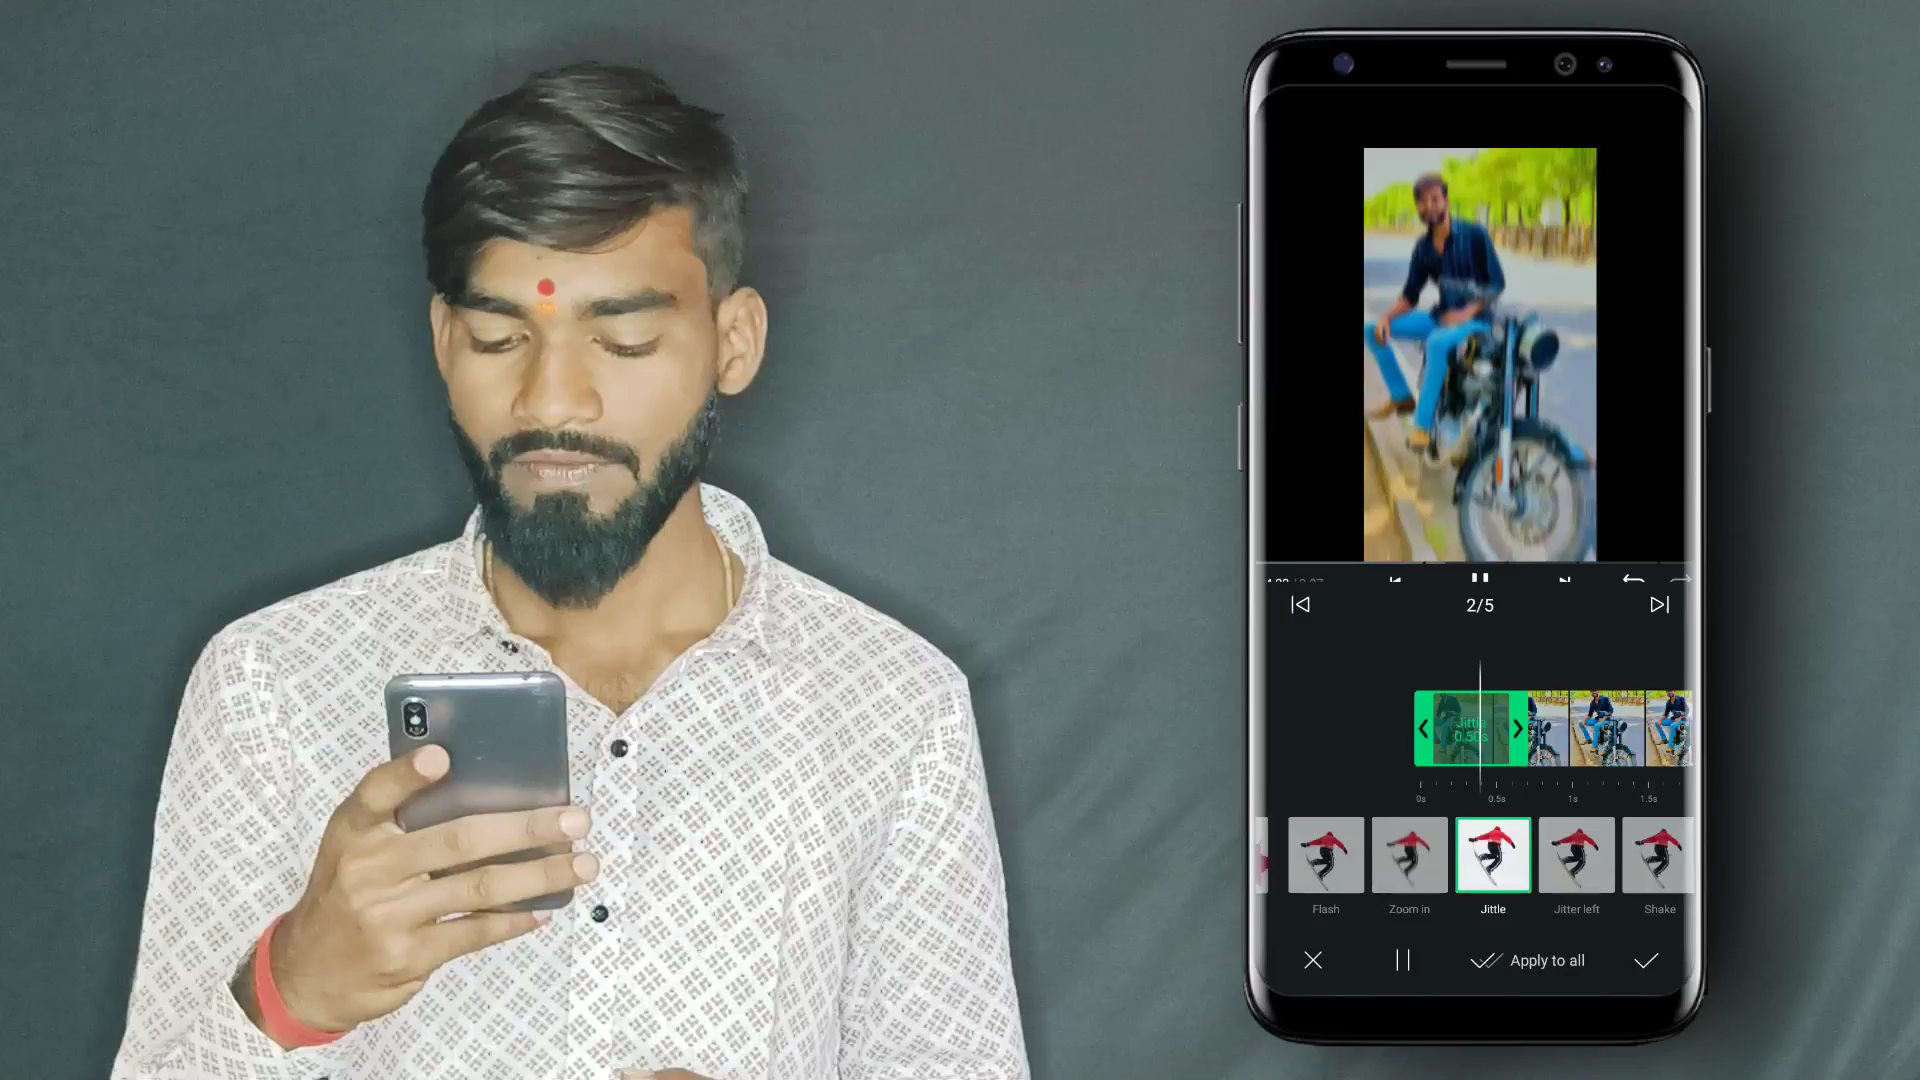 2/5
Jittle
0.50s
0s 0.5s 1s 1.5s
Flash Zoom in Jittle Jitter left Shake
Apply to all